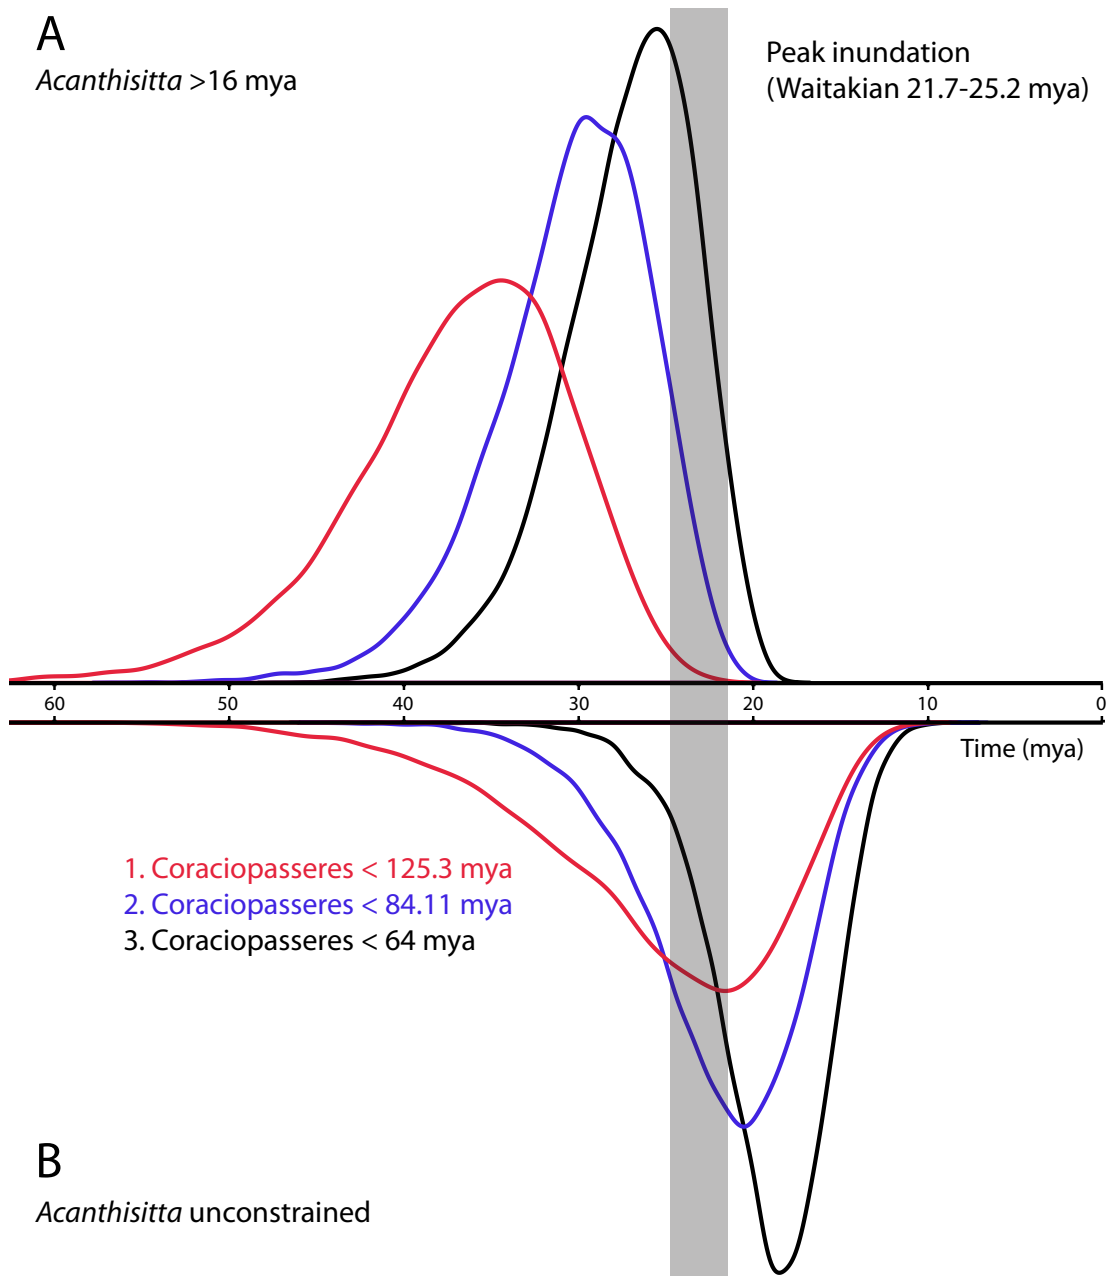 A
Acanthisitta >16 mya
Peak inundation
(Waitakian 21.7-25.2 mya)
60 50 40 30 20 10 0
Time (mya)
1. Coraciopasseres < 125.3 mya
2. Coraciopasseres < 84.11 mya
3. Coraciopasseres < 64 mya
B
Acanthisitta unconstrained